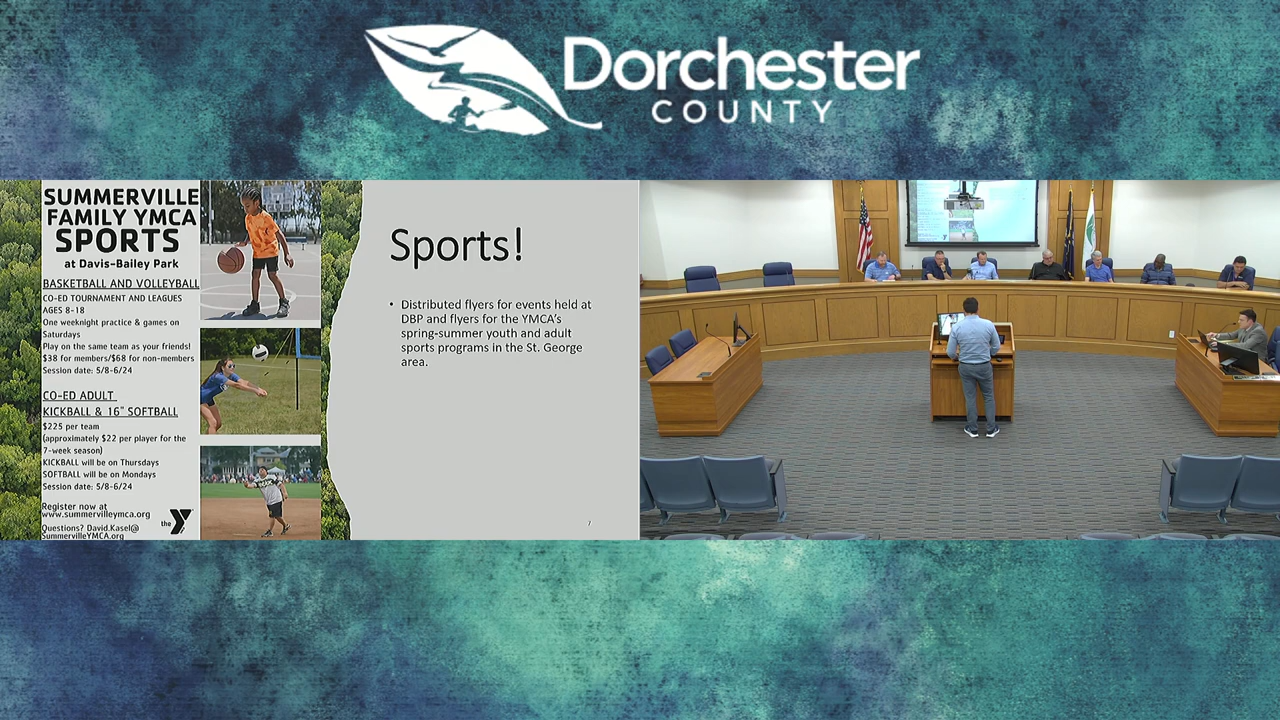 Dorchester
COUNTY
SUMMERVILLE
FAMILY YMCA
SPORTS
at Davis-Bailey Park
BASKETBALL AND VOLLEYBALL
CO-ED TOURNAMENT AND LEAGUES
AGES 8-18
One weeknight practice & games on
Saturdays
Play on the same team as your friends!
$38 for members/$68 for non-members
Session date: 5/8-6/24
CO-ED ADULT
KICKBALL & 16" SOFTBALL
$225 per team
(approximately $22 per player for the
7-week season)
KICKBALL will be on Thursdays
SOFTBALL will be on Mondays
Session date: 5/8-6/24
Register now at
www.summervilleymca.org
Questions? David.Kasel@
SummervilleYMCA.org
the Y
Sports!
• Distributed flyers for events held at
DBP and flyers for the YMCA's
spring-summer youth and adult
sports programs in the St. George
area.
7